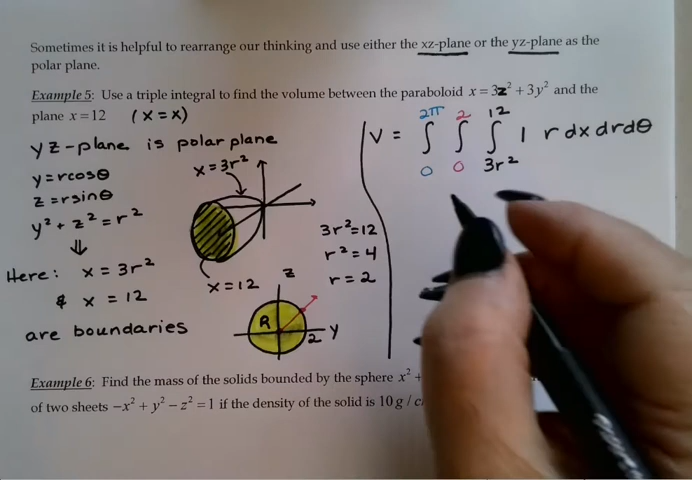 Sometimes it is helpful to rearrange our thinking and use either the xz-plane or the yz-plane as the
polar plane.
Example 5: Use a triple integral to find the volume between the paraboloid x = 3z² + 3y² and the
plane x = 12 (x = x)
YZ-plane is polar plane
y = rcosθ
z = rsinθ
y² + z² = r²
⇓
Here: x = 3r²
& x = 12
are boundaries
x = 3r²
x = 12
3r² = 12
r² = 4
r = 2
Z
R
2 Y
V = ∫₀^2π ∫₀^2 ∫_3r²^12 1 r dx dr dθ
Example 6: Find the mass of the solids bounded by the sphere x² +
of two sheets −x² + y² − z² = 1 if the density of the solid is 10 g / c